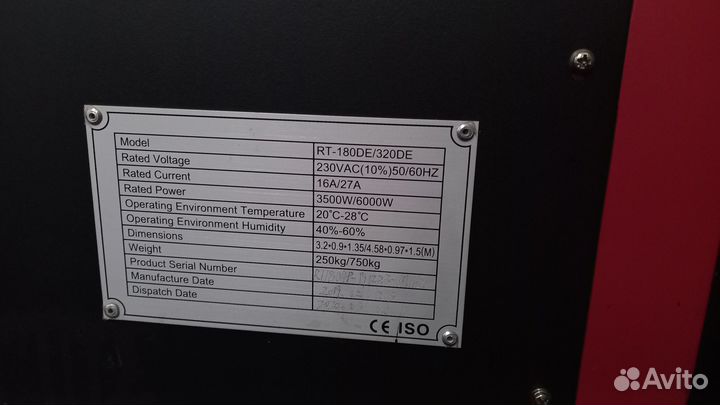 Model RT-180DE/320DE
Rated Voltage 230VAC(10%)50/60HZ
Rated Current 16A/27A
Rated Power 3500W/6000W
Operating Environment Temperature 20°C-28°C
Operating Environment Humidity 40%-60%
Dimensions 3.2*0.9*1.35/4.58*0.97*1.5(M)
Weight 250kg/750kg
Product Serial Number
Manufacture Date
Dispatch Date
CE ISO
Avito